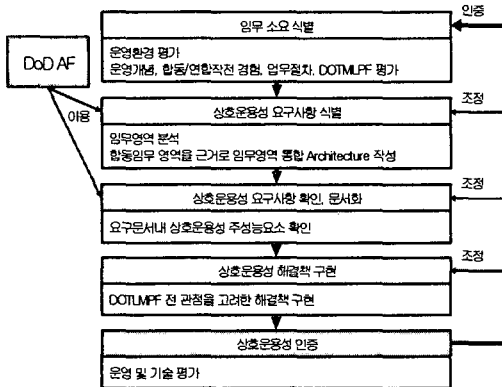 인증
임무 소요 식별
운영환경 평가
운영개념, 합동/연합작전 경험, 업무절차, DOTMLPF 평가
DoD AF
이용
조정
상호운용성 요구사항 식별
임무영역 분석
합동임무 영역을 근거로 임무영역 통합 Architecture 작성
조정
상호운용성 요구사항 확인, 문서화
요구문서내 상호운용성 주성능요소 확인
조정
상호운용성 해결책 구현
DOTLMPF 전 관점을 고려한 해결책 구현
상호운용성 인증
운영 및 기술 평가